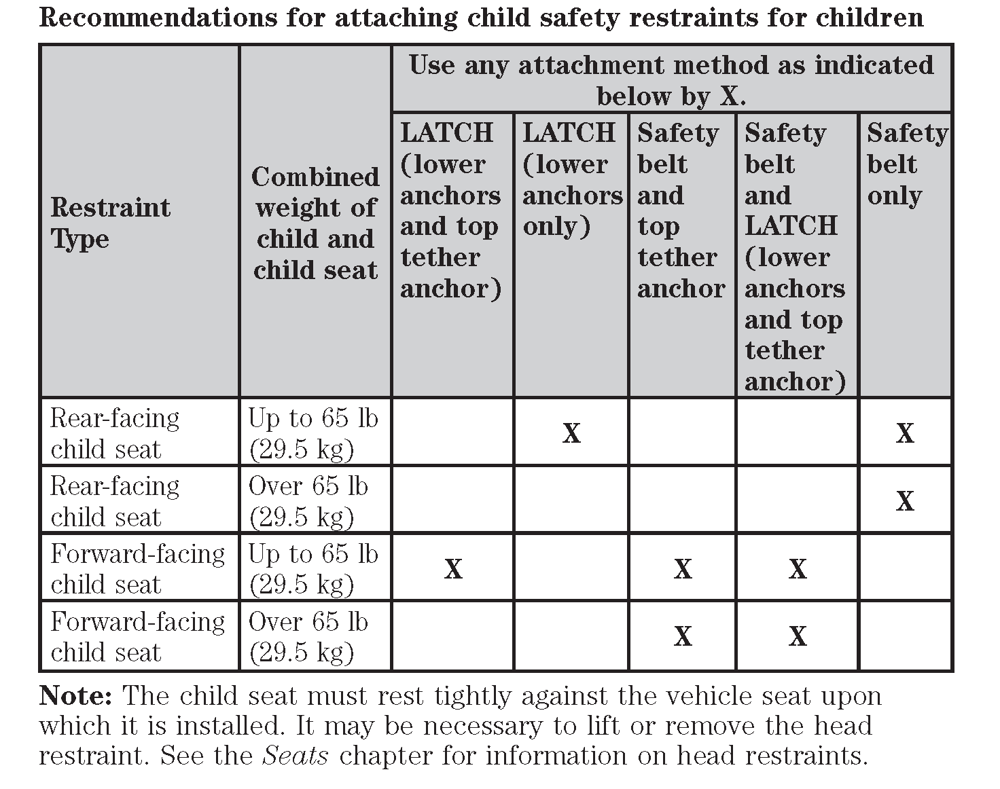 Recommendations for attaching child safety restraints for children
Restraint
Type
Combined
weight of
child and
child seat
Use any attachment method as indicated
below by X.
LATCH
(lower
anchors
and top
tether
anchor)
LATCH
(lower
anchors
only)
Safety
belt
and
top
tether
anchor
Safety
belt
and
LATCH
(lower
anchors
and top
tether
anchor)
Safety
belt
only
Rear-facing
child seat
Up to 65 lb
(29.5 kg)
X
X
Rear-facing
child seat
Over 65 lb
(29.5 kg)
X
Forward-facing
child seat
Up to 65 lb
(29.5 kg)
X
X
X
Forward-facing
child seat
Over 65 lb
(29.5 kg)
X
X
Note: The child seat must rest tightly against the vehicle seat upon
which it is installed. It may be necessary to lift or remove the head
restraint. See the Seats chapter for information on head restraints.